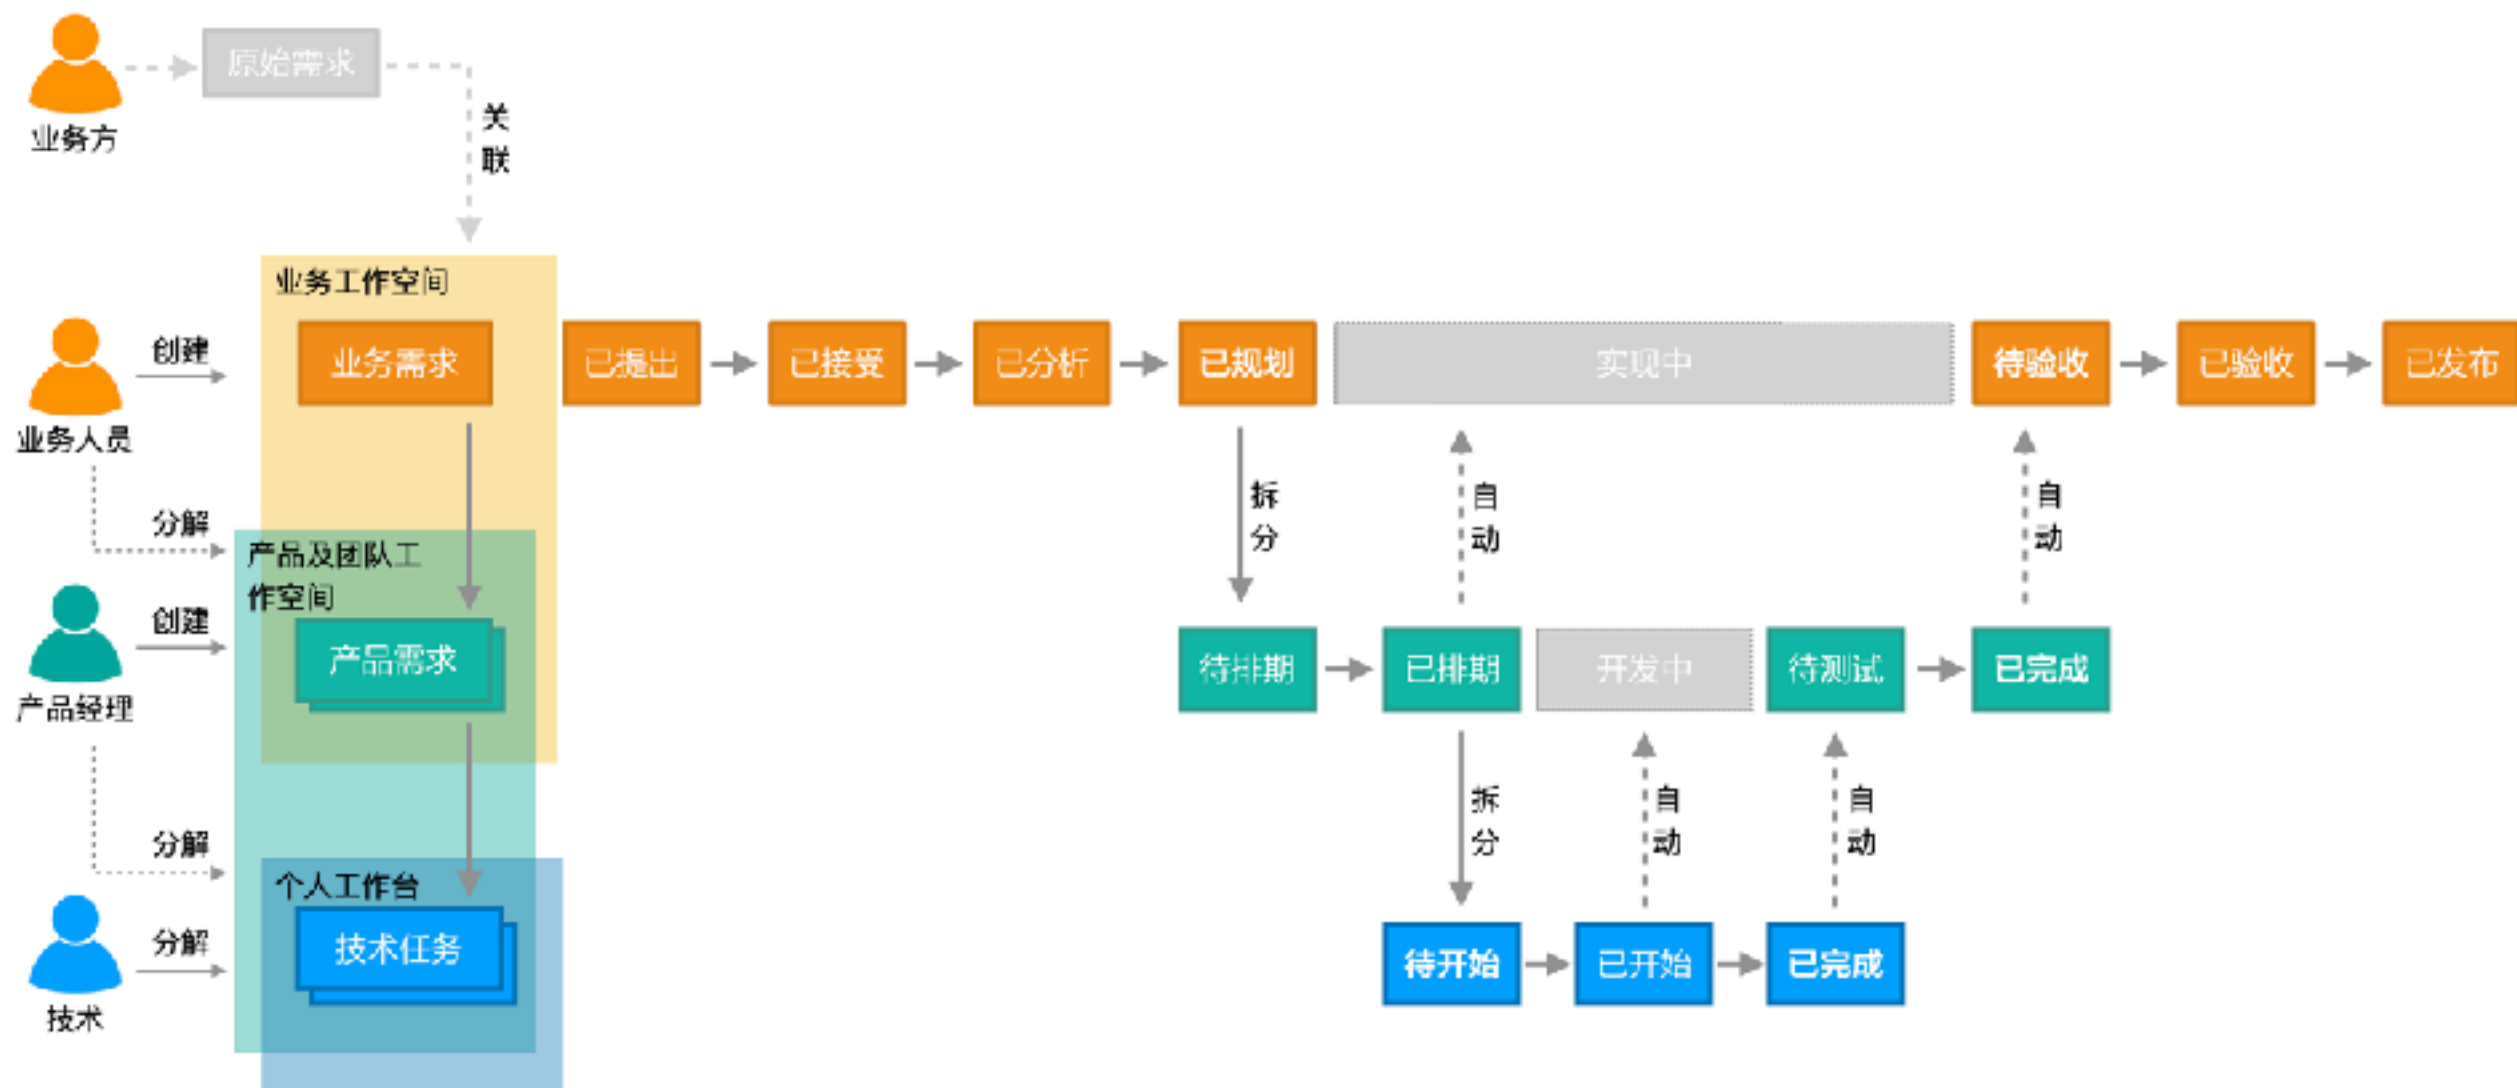 原始需求
业务方
关联
业务工作空间
创建
业务需求
已提出
已接受
已分析
已规划
实现中
待验收
已验收
已发布
业务人员
分解
拆分
自动
自动
产品及团队工
作空间
创建
产品需求
待排期
已排期
开发中
待测试
已完成
产品经理
分解
拆分
自动
自动
个人工作台
分解
技术任务
待开始
已开始
已完成
技术